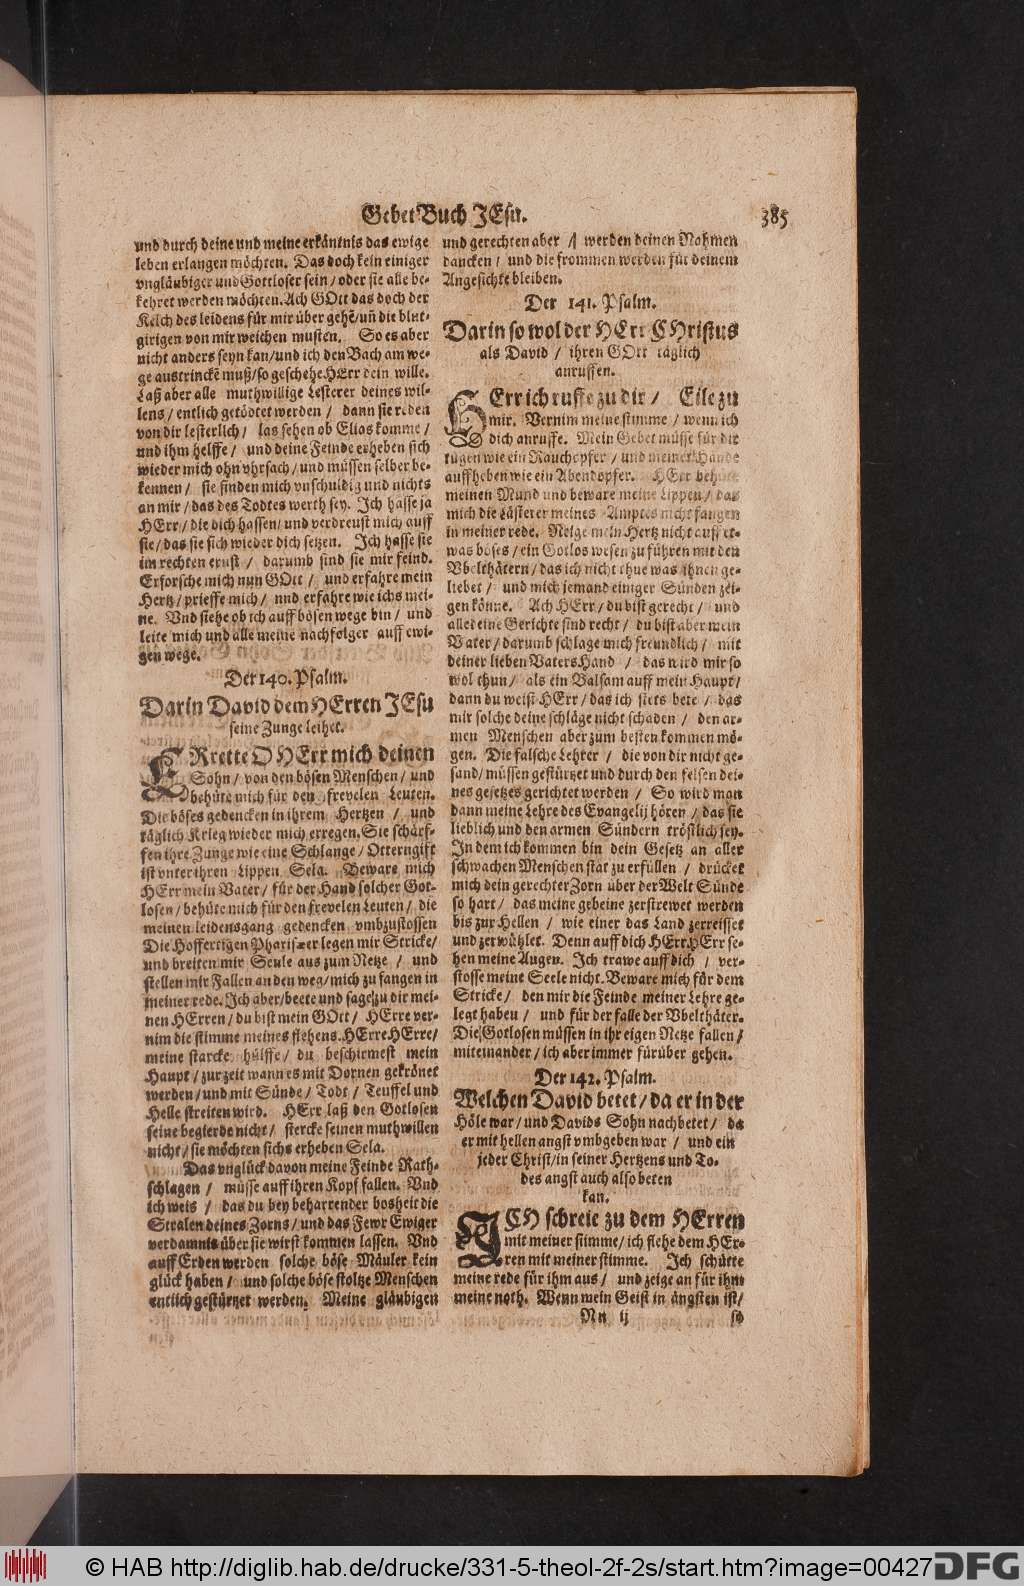 Gebet Buch JEsu.
385
und durch deine und meine erkäntnis das ewige
leben erlangen möchten. Das doch kein einiger
vngläubiger und Gottloser sein / oder sie alle be-
kehret werden möchten. Ach GOtt das doch der
Kelch des leidens für mir über gehē / uñ die blut-
girigen von mir weichen musten. So es aber
nicht anders seyn kan / und ich den Bach am we-
ge austrinckē muß / so geschehe HErr dein wille.
Laß aber alle muthwillige Lesterer deines wil-
lens / entlich getödtet werden / dann sie reden
von dir lesterlich / las sehen ob Elias komme /
und ihm helffe / und deine Feinde erheben sich
wieder mich ohn vhrsach / und müssen selber be-
kennen / sie finden mich vnschuldig und nichts
an mir / das des Todtes werth sey. Ich hasse ja
HErr / die dich hassen / und verdreust mich auff
sie / das sie sich wieder dich setzen. Ich hasse sie
im rechten ernst / darumb sind sie mir feind.
Erforsche mich nun GOtt / und erfahre mein
Hertz / prieffe mich / nnd erfahre wie ichs mei-
ne. Vnd siehe ob ich auff bösen wege bin / und
leite mich und alle meine nachfolger auff ewi-
gen wege.
Der 140. Psalm.
Darin David dem HErren JEsu
seine Zunge leihet.
ERrette O HErr mich deinen
Sohn / von den bösen Menschen / und
behüte mich für den frevelen Leuten.
Die böses gedencken in ihrem Hertzen / und
täglich Krieg wieder mich erregen. Sie schärf-
fen ihre Zunge wie eine Schlange / Otterngift
ist vnter ihren Lippen Sela. Beware mich
HErr mein Vater / für der Hand solcher Got-
losen / behüte mich für den frevelen Leuten / die
meinen leidensgang gedencken vmbzustossen
Die Hoffertigen Pharisæer legen mir Stricke /
und breiten mir Seule aus zum Netze / und
stellen mir Fallen an den weg / mich zu fangen in
meiner rede. Ich aber / beete und sage zu dir mei-
nen HErren / du bist mein GOtt / HErre ver-
nim die stimme meines flehens. HErre HErre /
meine starcke hülffe / du beschirmest mein
Haupt / zur zeit wann es mit Dornen gekrönet
werden / und mit Sünde / Todt / Teuffel und
Helle streiten wird. HErr laß den Gotlosen
seine begierde nicht / stercke seinen muthwillen
nicht / sie möchten sichs erheben Sela.
Das vnglück davon meine Feinde Rath-
schlagen / müsse auff ihren Kopf fallen. Vnd
ich weis / das du bey beharrender bosheit die
Stralen deines Zorns / und das Fewr Ewiger
verdamnis über sie wirst kommen lassen. Vnd
auff Erden werden solche böse Mäuler kein
glück haben / und solche böse stoltze Menschen
entlich gestürtzet werden. Meine gläubigen
und gerechten aber / werden deinen Nahmen
dancken / und die frommen werden für deinem
Angesichte bleiben.
Der 141. Psalm.
Darin so wol der HErr CHristus
als David / ihren GOtt täglich
anruffen.
HErr ich ruffe zu dir / Eile zu
mir. Vernim meine stimme / wenn ich
dich anruffe. Mein Gebet müsse für dir
tügen wie ein Rauchopfer / und meiner Hände
auffheben wie ein Abendopfer. HErr behüte
meinen Mund und beware meine Lippen / das
mich die Lästerer meines Amptes nicht fangen
in meiner rede. Neige mein Hertz nicht auff et-
was böses / ein Gotlos wesen zu führen mit den
Vbelthätern / das ich nicht thue was ihnen ge-
liebet / und mich jemand einiger Sünden zei-
gen könne. Ach HErr / du bist gerecht / und
alle deine Gerichte sind recht / du bist aber mein
Vater / darumb schlage mich freundlich / mit
deiner lieben Vaters Hand / das wird mir so
wol thun / als ein Balsam auff mein Haupt /
dann du weist HErr / das ich stets bete / das
mir solche deine schläge nicht schaden / den ar-
men Menschen aber zum besten kommen mö-
gen. Die falsche Lehrer / die von dir nicht ge-
sand / müssen gestürtzet und durch den felsen dei-
nes gesetzes gerichtet werden / So wird man
dann meine Lehre des Evangelij hören / das sie
lieblich und den armen Sündern tröstlich sey.
In dem ich kommen bin dein Gesetz an aller
schwachen Menschen stat zu erfüllen / drücket
mich dein gerechter Zorn über der Welt Sünde
so hart / das meine gebeine zerstrewet werden
bis zur Hellen / wie einer das Land zerreisset
und zerwühlet. Denn auff dich HErr HErr se-
hen meine Augen. Ich trawe auff dich / ver-
stosse meine Seele nicht. Beware mich für dem
Stricke / den mir die Feinde meiner Lehre ge-
legt haben / und für der falle der Vbelthäter.
Die Gotlosen müssen in ihr eigen Netze fallen /
miteinander / ich aber immer fürüber gehen.
Der 142. Psalm.
Welchen David betet / da er in der
Höle war / und Davids Sohn nachbetet / da
er mit hellen angst vmbgeben war / und ein
jeder Christ / in seiner Hertzens und To-
des angst auch also beten
kan.
ICH schreie zu dem HErren
mit meiner stimme / ich flehe dem HEr-
ren mit meiner stimme. Ich schütte
meine rede für ihm aus / und zeige an für ihm
meine noth. Wenn mein Geist in ängsten ist /
Nn ij
so
© HAB http://diglib.hab.de/drucke/331-5-theol-2f-2s/start.htm?image=00427
DFG